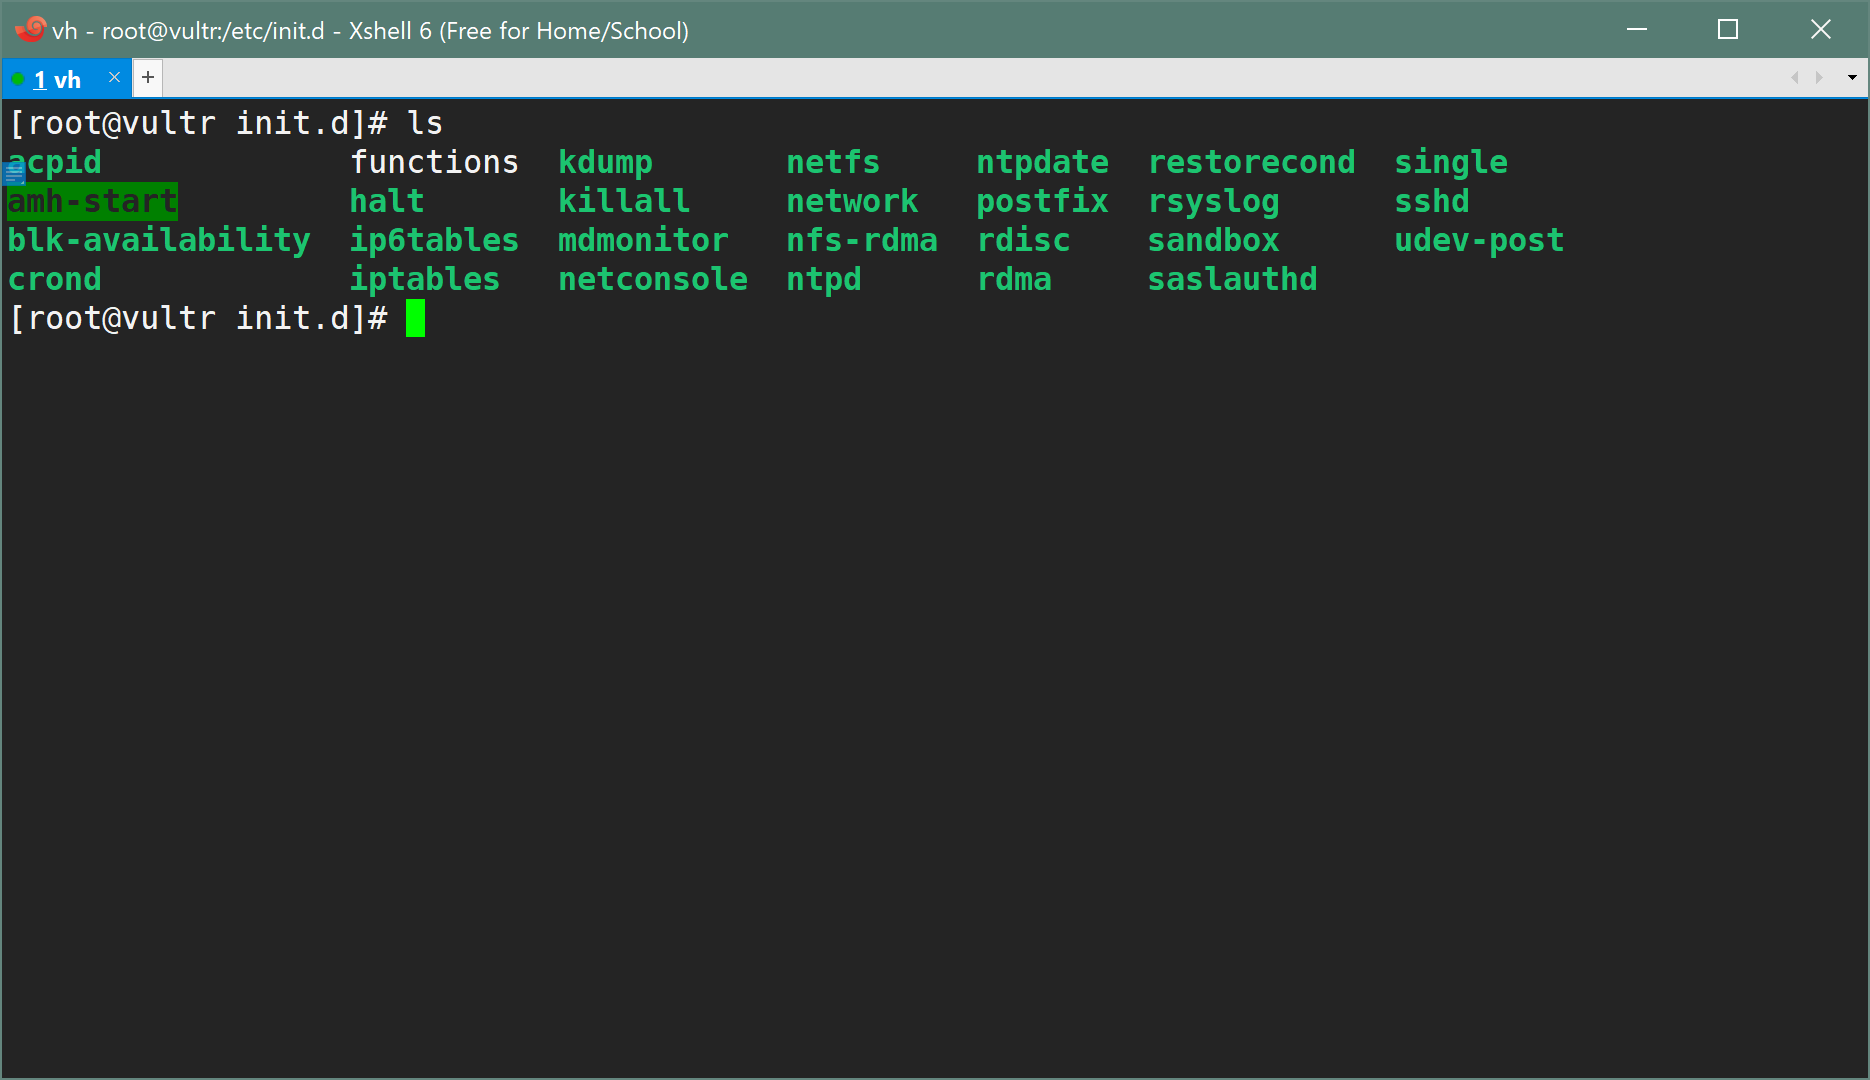 vh - root@vultr:/etc/init.d - Xshell 6 (Free for Home/School)
1 vh × +
[root@vultr init.d]# ls
acpid functions kdump netfs ntpdate restorecond single
amh-start halt killall network postfix rsyslog sshd
blk-availability ip6tables mdmonitor nfs-rdma rdisc sandbox udev-post
crond iptables netconsole ntpd rdma saslauthd
[root@vultr init.d]#